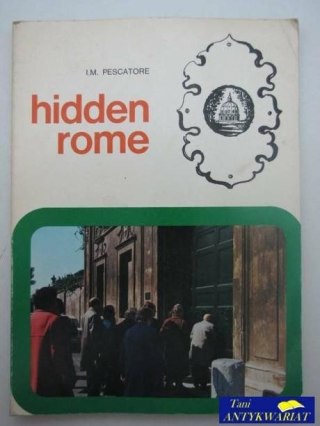 I.M. PESCATORE
hidden
rome
Tani
ANTYKWARIAT